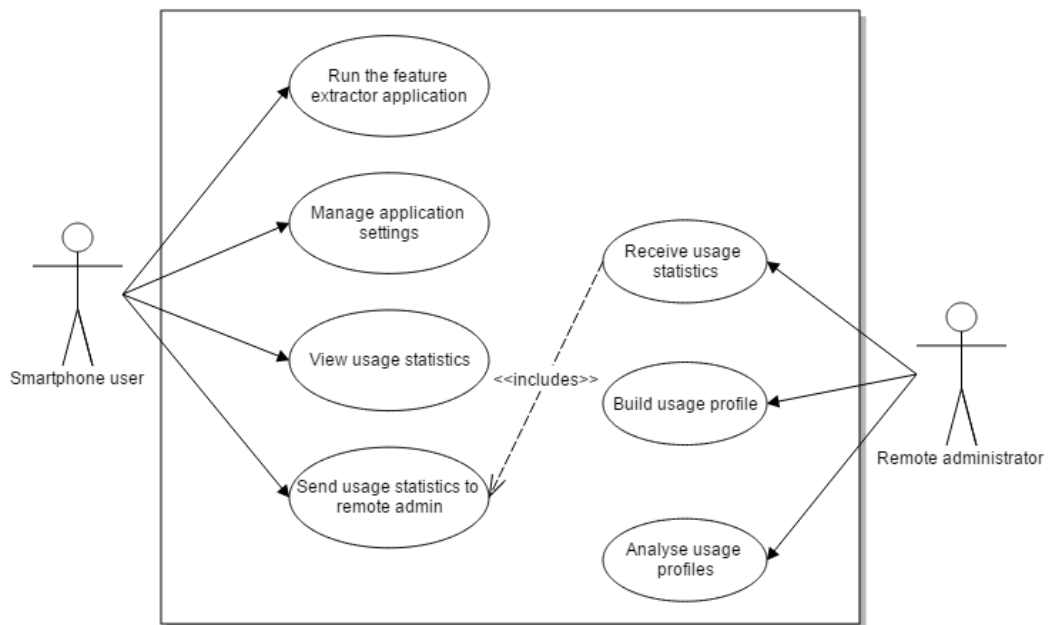 Run the feature
extractor application
Manage application
settings
Receive usage
statistics
View usage statistics
Smartphone user
<<includes>>
Build usage profile
Remote administrator
Send usage statistics to
remote admin
Analyse usage
profiles